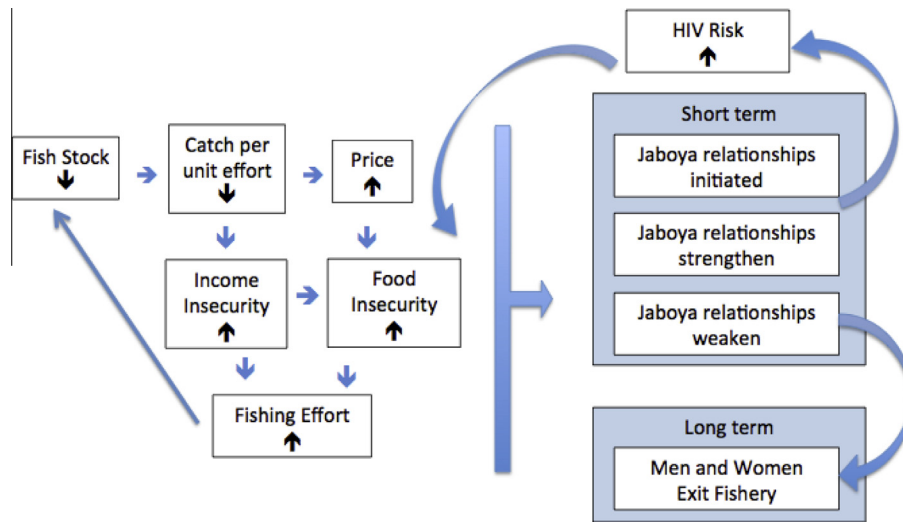 HIV Risk
Short term
Fish Stock
Catch per
unit effort
Price
Jaboya relationships
initiated
Jaboya relationships
strengthen
Income
Insecurity
Food
Insecurity
Jaboya relationships
weaken
Fishing Effort
Long term
Men and Women
Exit Fishery